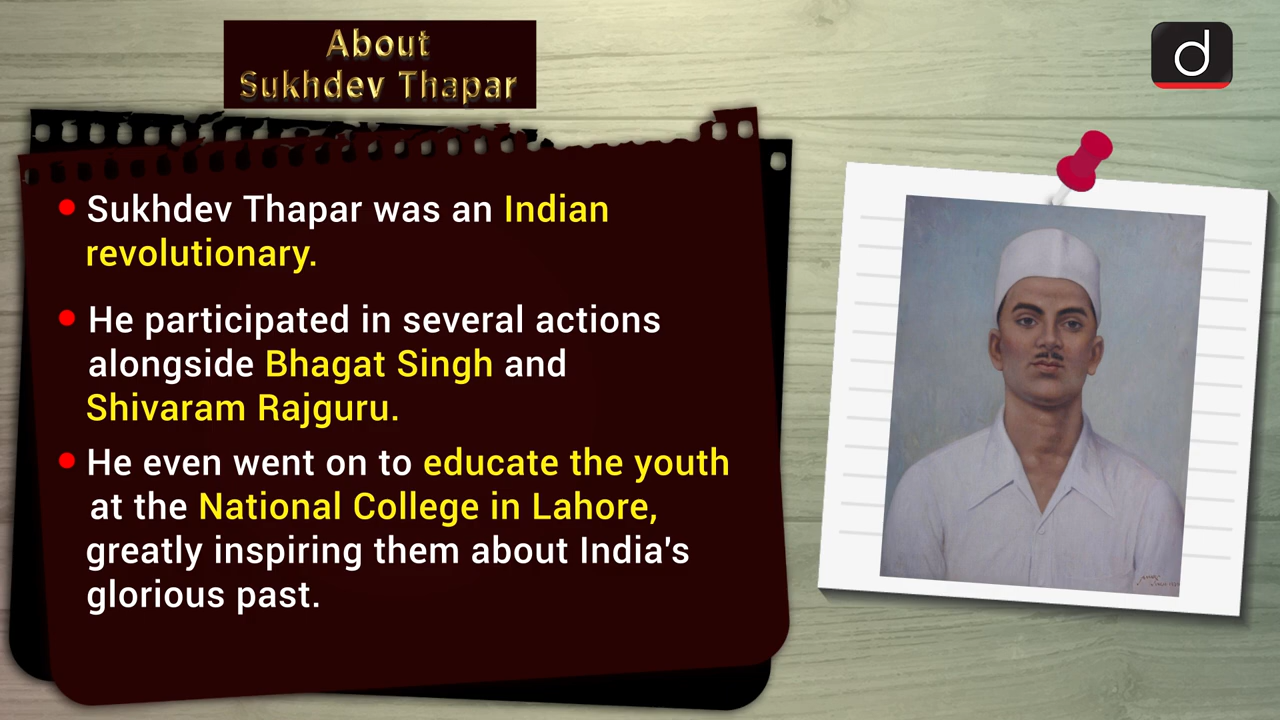 About
Sukhdev Thapar
d
Sukhdev Thapar was an Indian
revolutionary.
He participated in several actions
alongside Bhagat Singh and
Shivaram Rajguru.
He even went on to educate the youth
at the National College in Lahore,
greatly inspiring them about India's
glorious past.